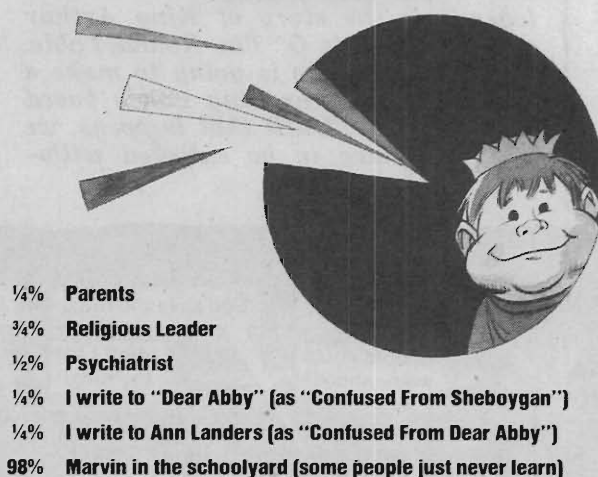 ¼% Parents
¾% Religious Leader
½% Psychiatrist
¼% I write to "Dear Abby" (as "Confused From Sheboygan")
¼% I write to Ann Landers (as "Confused From Dear Abby")
98% Marvin in the schoolyard (some people just never learn)